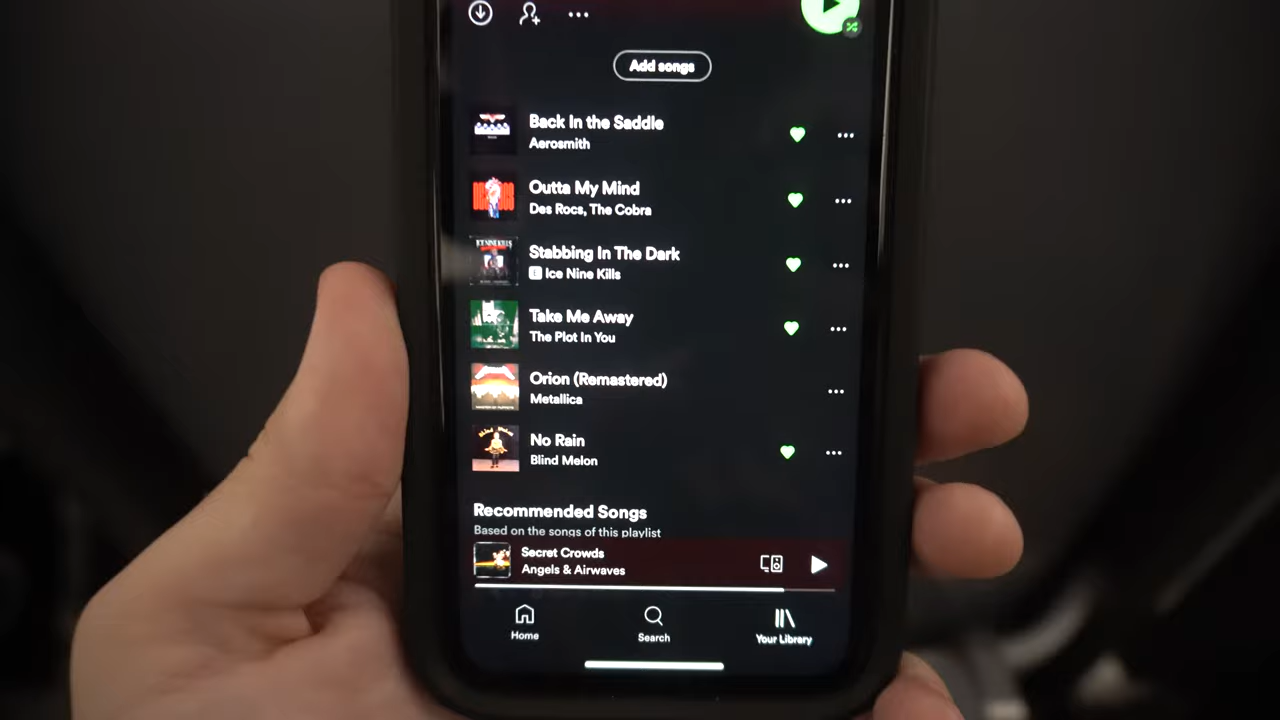 Add songs
Back In the Saddle
Aerosmith
Outta My Mind
Des Rocs, The Cobra
Stabbing In The Dark
E Ice Nine Kills
Take Me Away
The Plot In You
Orion (Remastered)
Metallica
No Rain
Blind Melon
Recommended Songs
Based on the songs of this playlist
Secret Crowds
Angels & Airwaves
Home
Search
Your Library